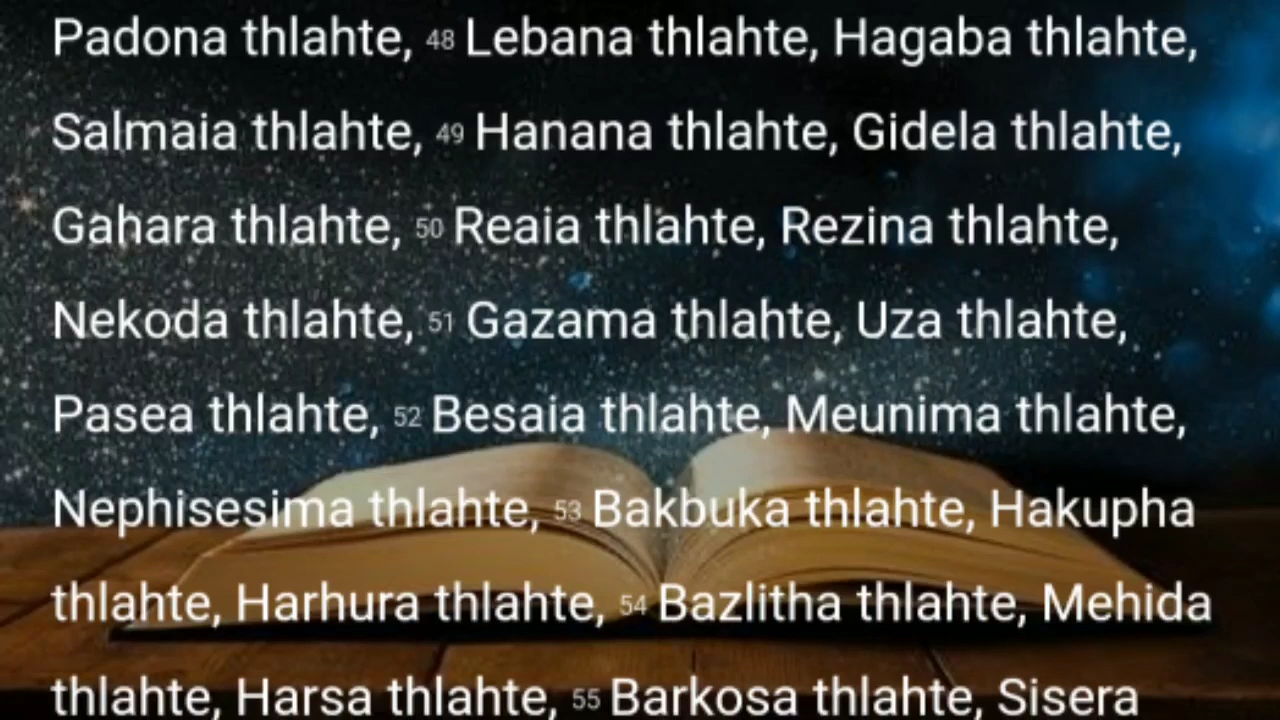 Padona thlahte, 48 Lebana thlahte, Hagaba thlahte,
Salmaia thlahte, 49 Hanana thlahte, Gidela thlahte,
Gahara thlahte, 50 Reaia thlahte, Rezina thlahte,
Nekoda thlahte, 51 Gazama thlahte, Uza thlahte,
Pasea thlahte, 52 Besaia thlahte, Meunima thlahte,
Nephisesima thlahte, 53 Bakbuka thlahte, Hakupha
thlahte, Harhura thlahte, 54 Bazlitha thlahte, Mehida
thlahte, Harsa thlahte, 55 Barkosa thlahte, Sisera